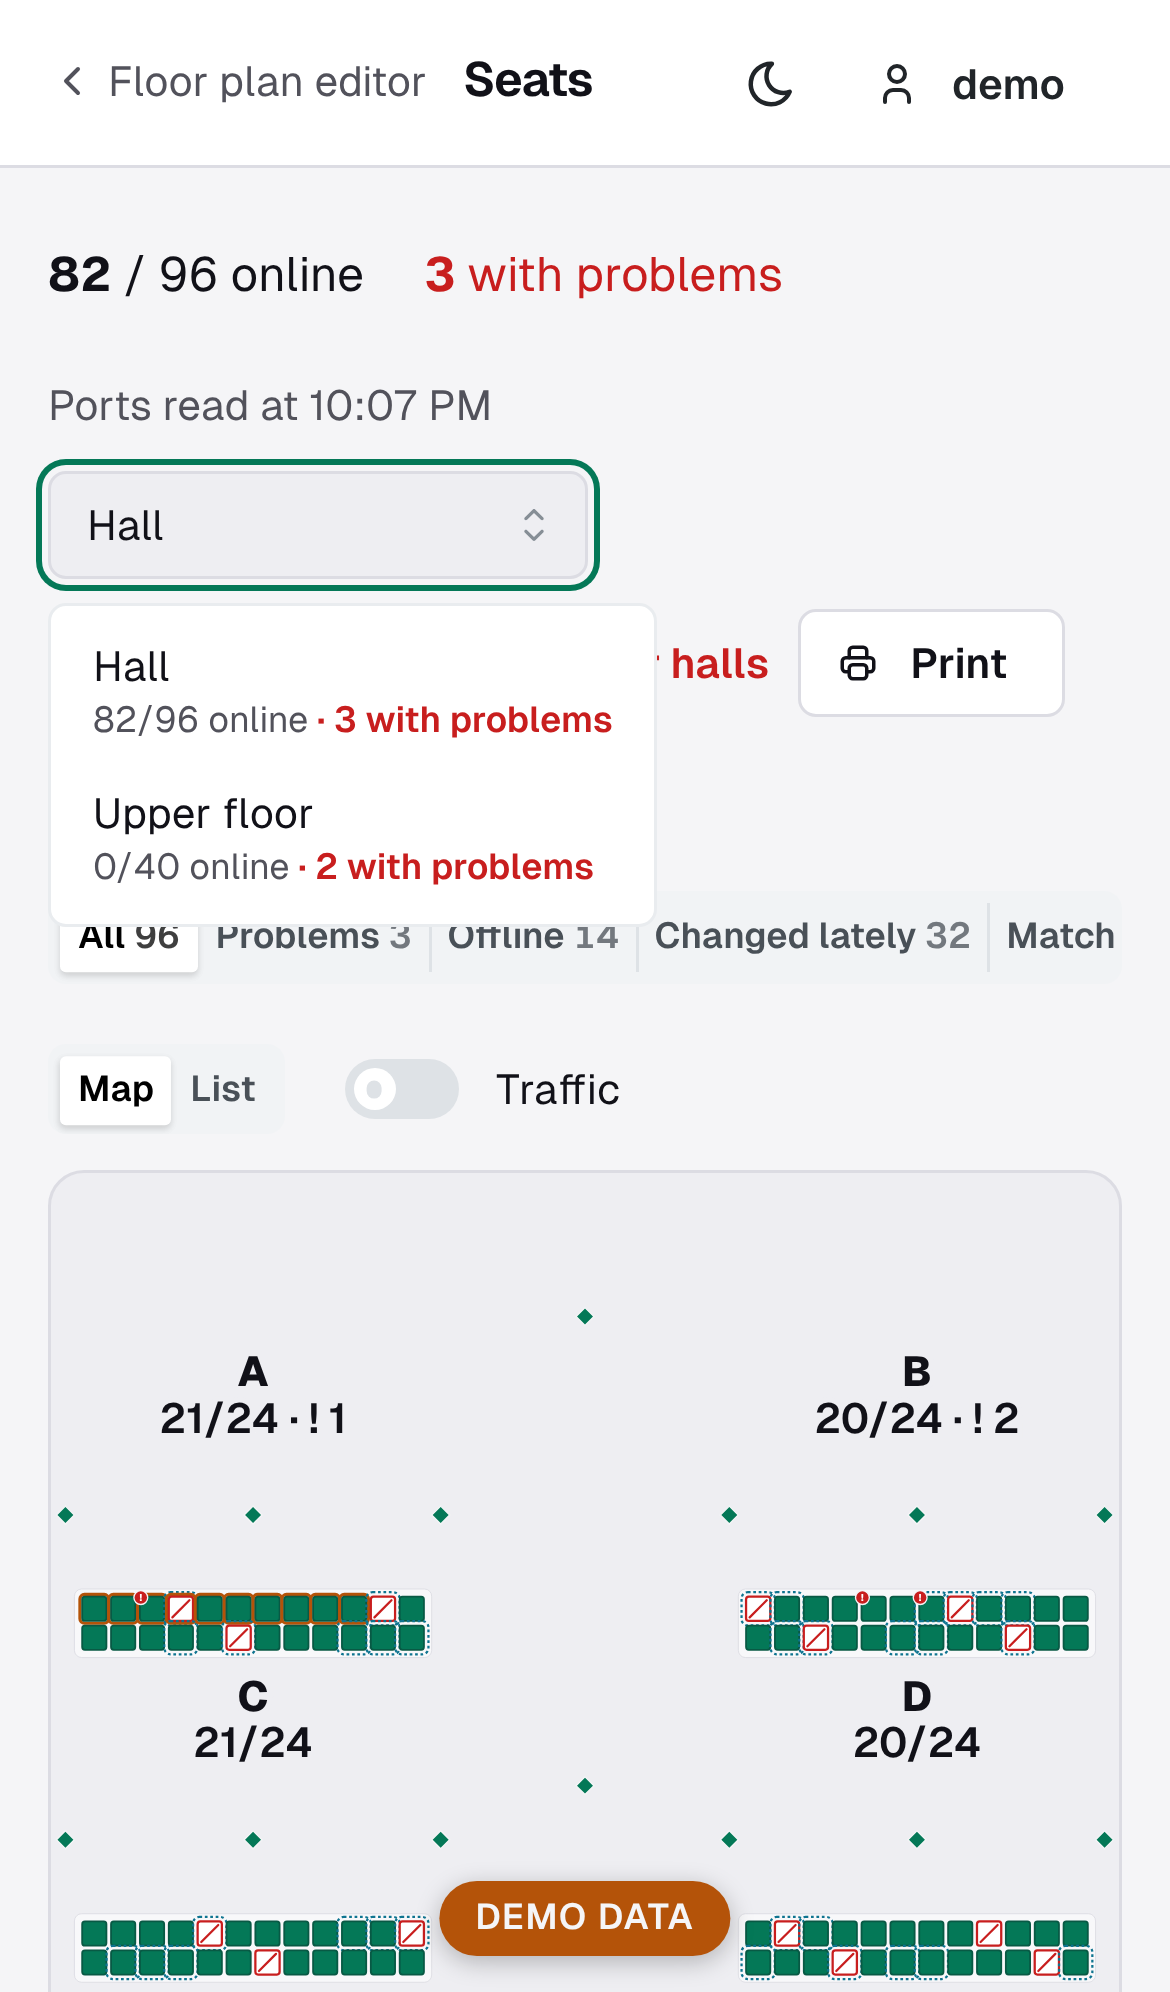 Floor plan editor Seats demo
82 / 96 online 3 with problems
Ports read at 10:07 PM
Hall
Hall
82/96 online · 3 with problems
halls
Print
Upper floor
0/40 online · 2 with problems
All 96 Problems 3 Offline 14 Changed lately 32 Match
Map List Traffic
A
21/24 · ! 1
B
20/24 · ! 2
C
21/24
D
20/24
DEMO DATA